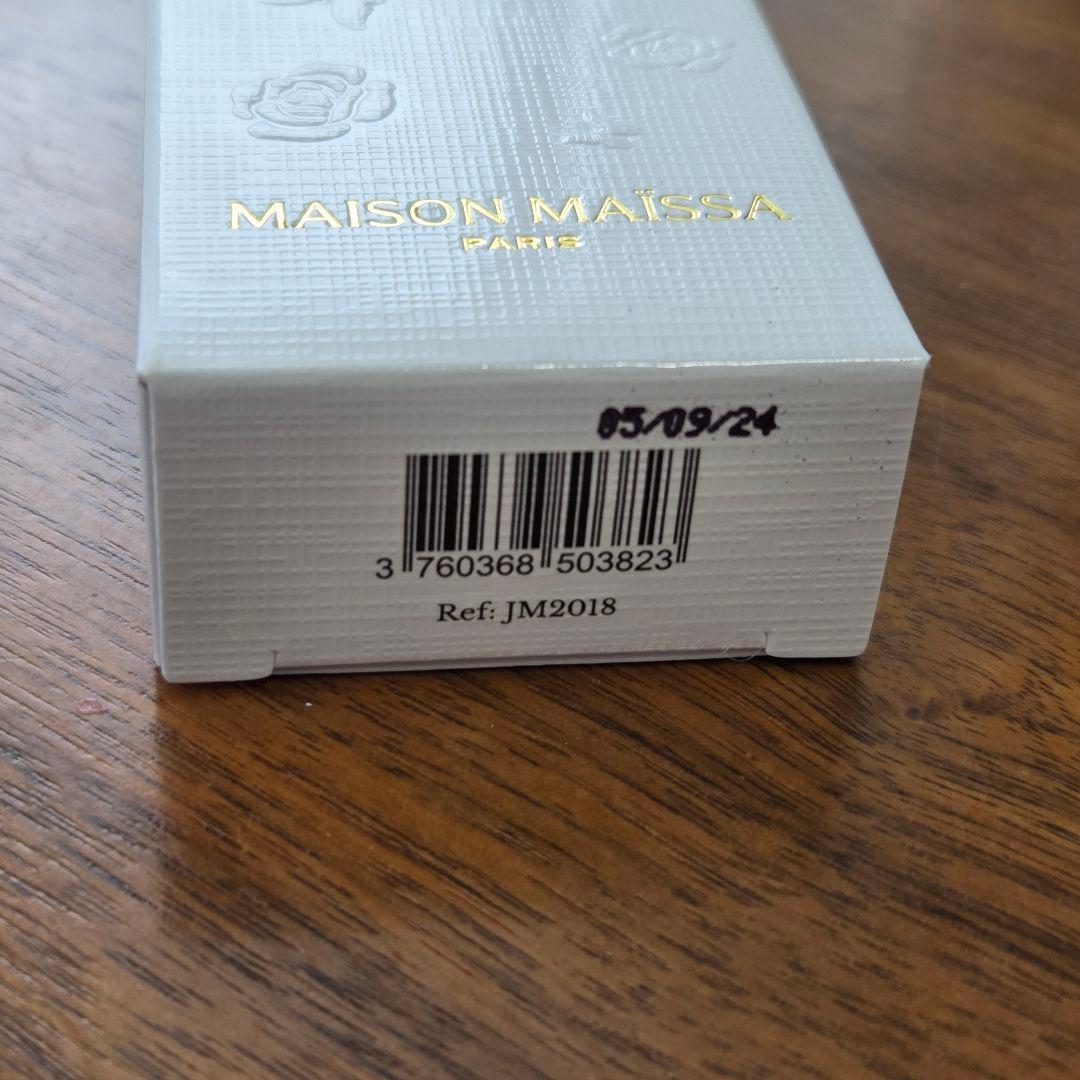 MAISON MAÏSSA
PARIS
05/09/24
3 760368 503823
Ref: JM2018